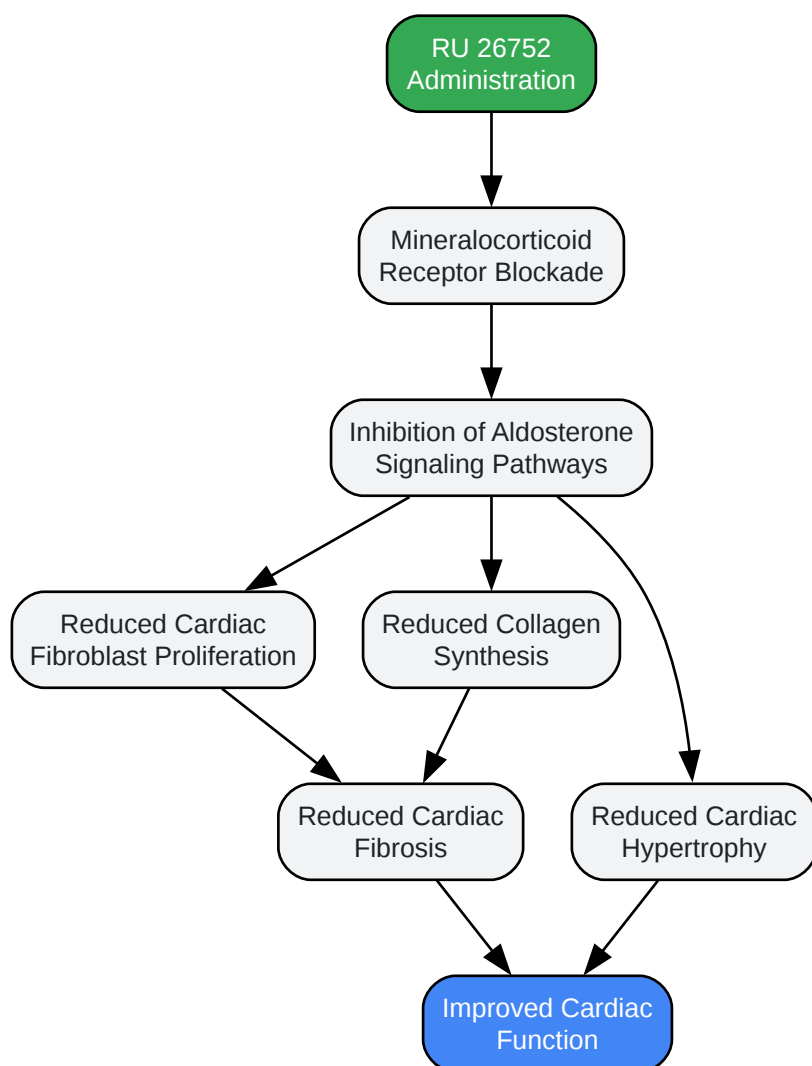 RU 26752
Administration
Mineralocorticoid
Receptor Blockade
Inhibition of Aldosterone
Signaling Pathways
Reduced Cardiac
Fibroblast Proliferation
Reduced Collagen
Synthesis
Reduced Cardiac
Fibrosis
Reduced Cardiac
Hypertrophy
Improved Cardiac
Function